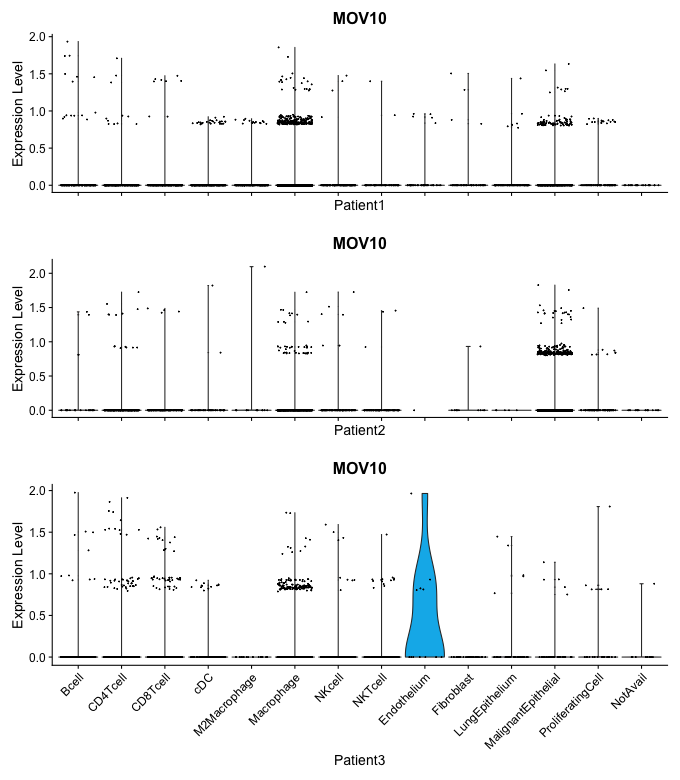 MOV10
2.0
1.5
1.0
0.5
0.0
Expression Level
Patient1
MOV10
2.0
1.5
1.0
0.5
0.0
Expression Level
Patient2
MOV10
2.0
1.5
1.0
0.5
0.0
Expression Level
Bcell
CD4Tcell
CD8Tcell
cDC
M2Macrophage
Macrophage
NKcell
NKTcell
Endothelium
Fibroblast
LungEpithelium
MalignantEpithelial
ProliferatingCell
NotAvail
Patient3